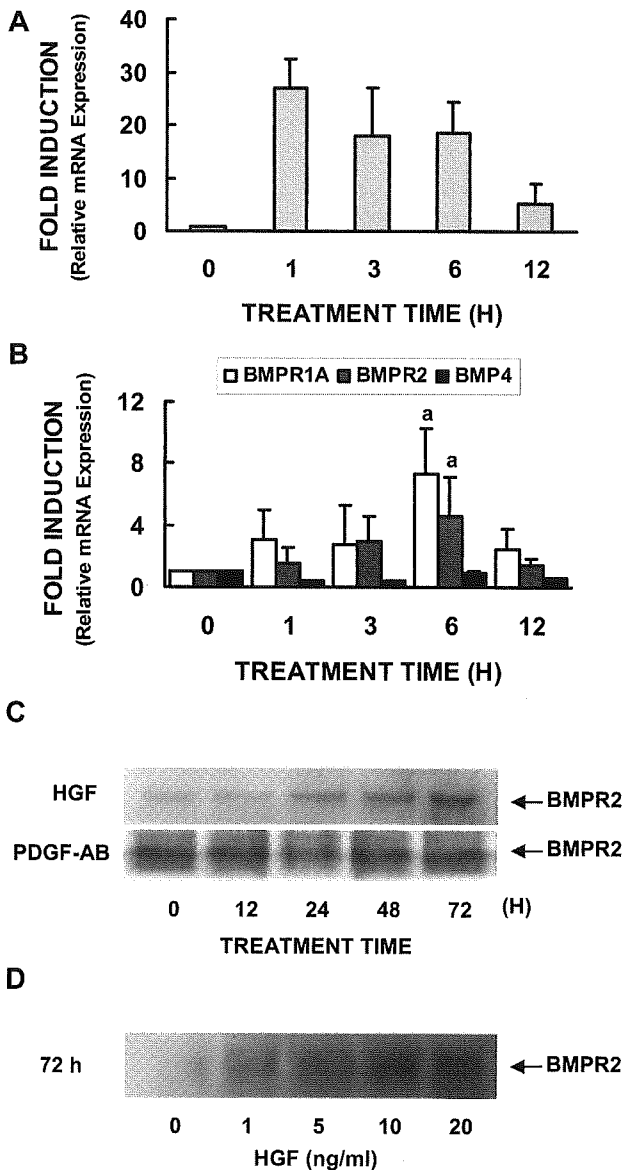 A
FOLD INDUCTION
(Relative mRNA Expression)
40
30
20
10
0
0 1 3 6 12
TREATMENT TIME (H)
B
BMPR1A BMPR2 BMP4
FOLD INDUCTION
(Relative mRNA Expression)
12
8
4
0
a
a
0 1 3 6 12
TREATMENT TIME (H)
C
HGF
BMPR2
PDGF-AB
BMPR2
0 12 24 48 72 (H)
TREATMENT TIME
D
72 h
BMPR2
0 1 5 10 20
HGF (ng/ml)